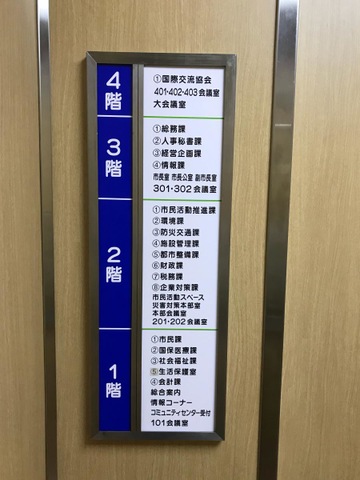 4階
①国際交流協会
401・402・403会議室
大会議室
3階
①総務課
②人事秘書課
③経営企画課
④情報課
市長室 市長公室 副市長室
301・302会議室
2階
①市民活動推進課
②環境課
③防災交通課
④施設管理課
⑤都市整備課
⑥財政課
⑦税務課
⑧企業対策課
市民活動スペース
災害対策本部室
本部会議室
201・202会議室
1階
①市民課
②国保医療課
③社会福祉課
⑤生活保護室
④会計課
総合案内
情報コーナー
コミュニティセンター受付
101会議室